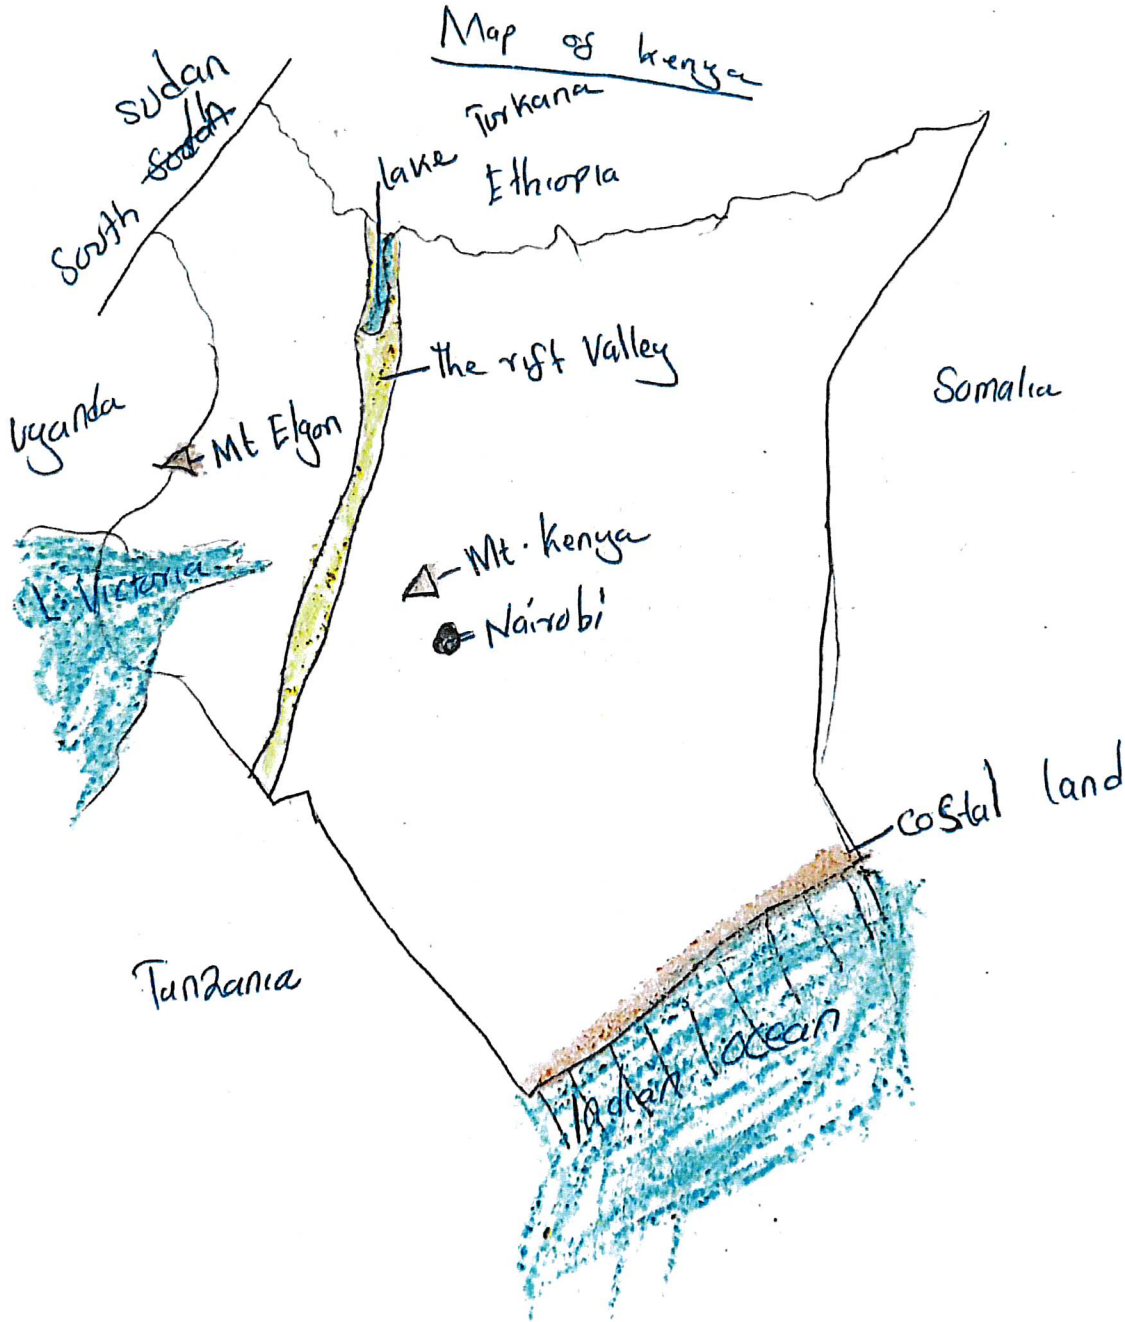 Map of Kenya
Sudan
South
Lake Turkana
Ethiopia
The rift Valley
Somalia
Uganda
Mt Elgon
Mt. Kenya
L. Victoria
Nairobi
Costal land
Tanzania
Indian Ocean